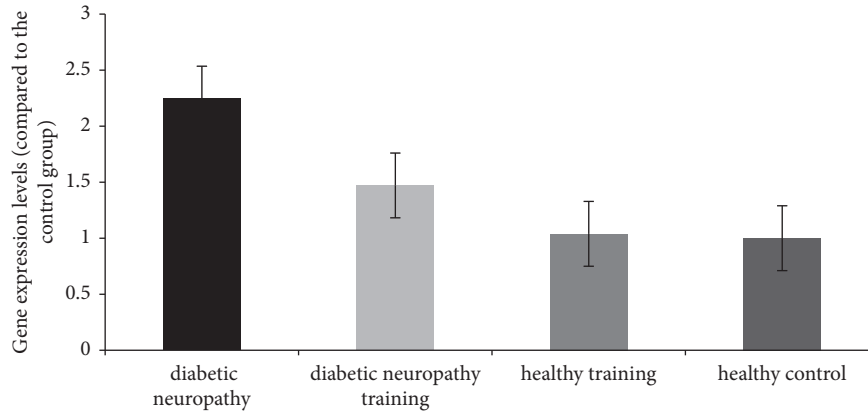 Gene expression levels (compared to the
control group)
3
2.5
2
1.5
1
0.5
0
diabetic
neuropathy
diabetic neuropathy
training
healthy training
healthy control